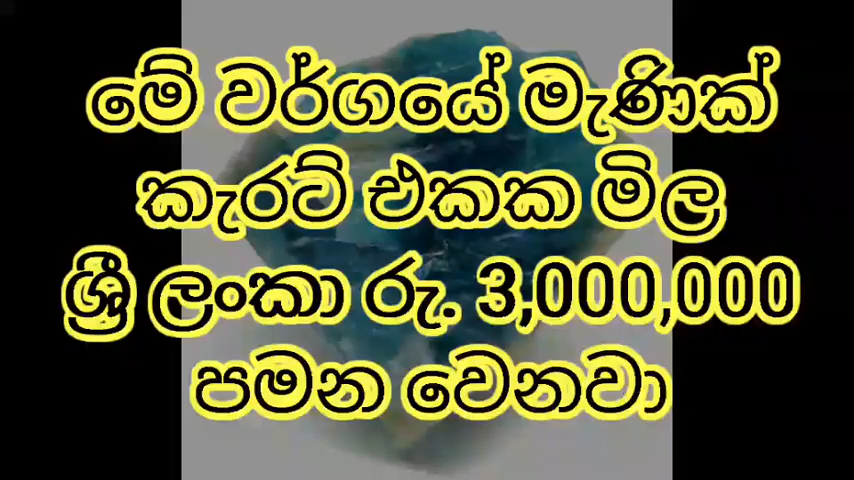 මේ වර්ගයේ මැණික්
කැරට් එකක මිල
ශ්‍රී ලංකා රු. 3,000,000
පමන වෙනවා